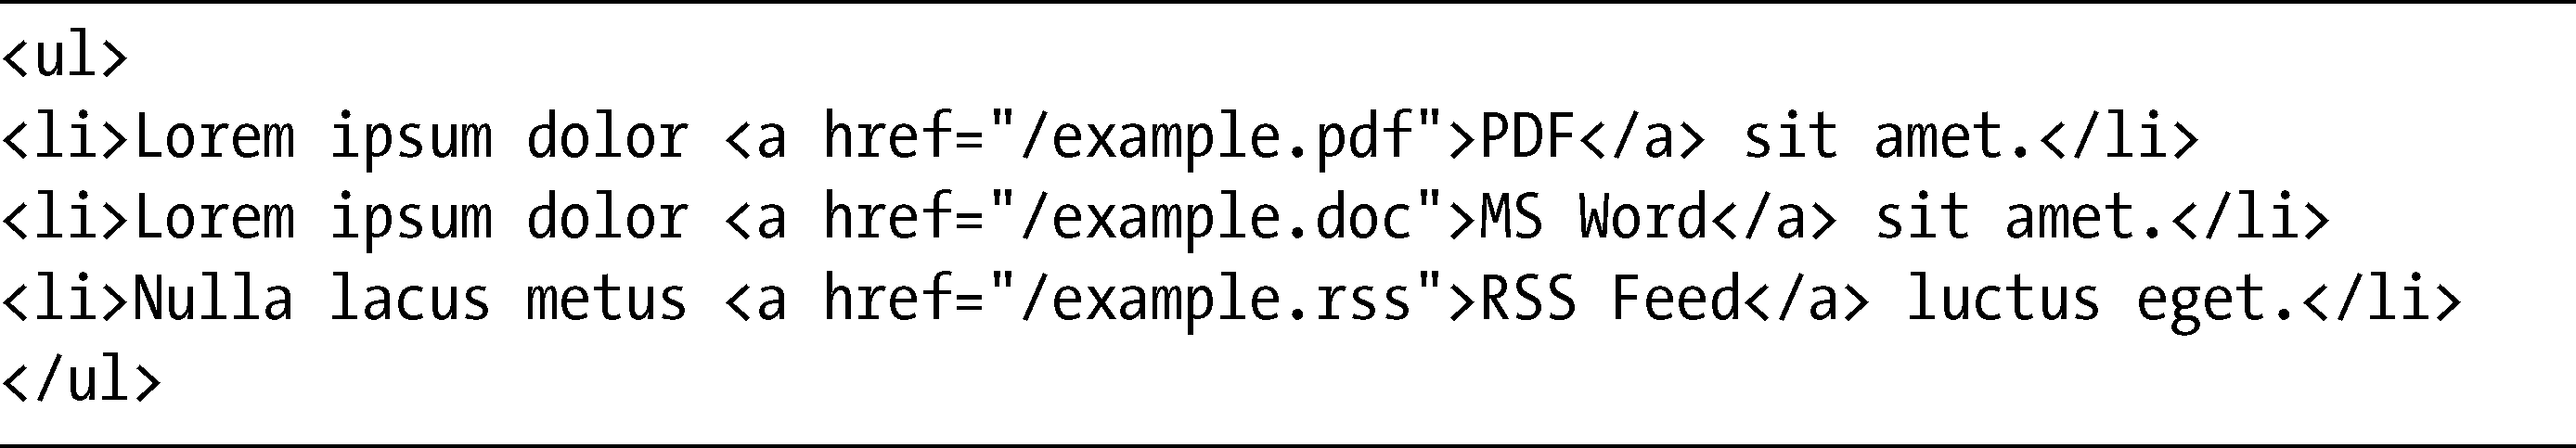 <ul>
<li>Lorem ipsum dolor <a href="/example.pdf">PDF</a> sit amet.</li>
<li>Lorem ipsum dolor <a href="/example.doc">MS Word</a> sit amet.</li>
<li>Nulla lacus metus <a href="/example.rss">RSS Feed</a> luctus eget.</li>
</ul>